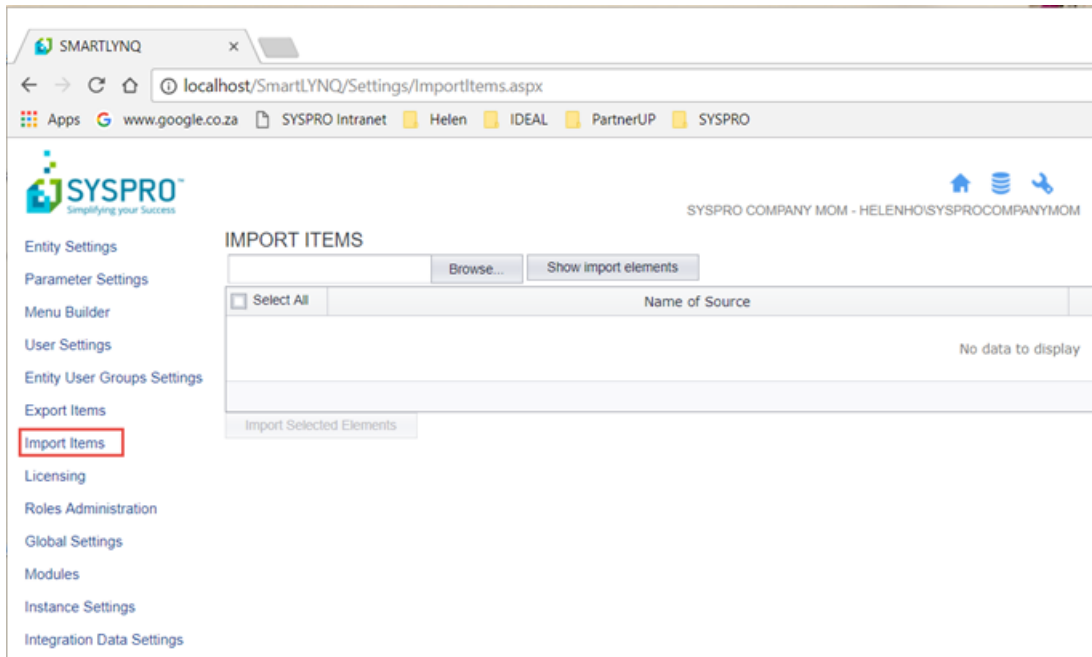 SMARTLYNQ
localhost/SmartLYNQ/Settings/ImportItems.aspx
Apps G www.google.co.za SYSPRO Intranet Helen IDEAL PartnerUP SYSPRO
SYSPRO™
Simplifying your Success
SYSPRO COMPANY MOM - HELENHO\SYSPROCOMPANYMOM
Entity Settings
Parameter Settings
Menu Builder
User Settings
Entity User Groups Settings
Export Items
Import Items
Licensing
Roles Administration
Global Settings
Modules
Instance Settings
Integration Data Settings
IMPORT ITEMS
Browse... Show import elements
Select All Name of Source
No data to display
Import Selected Elements